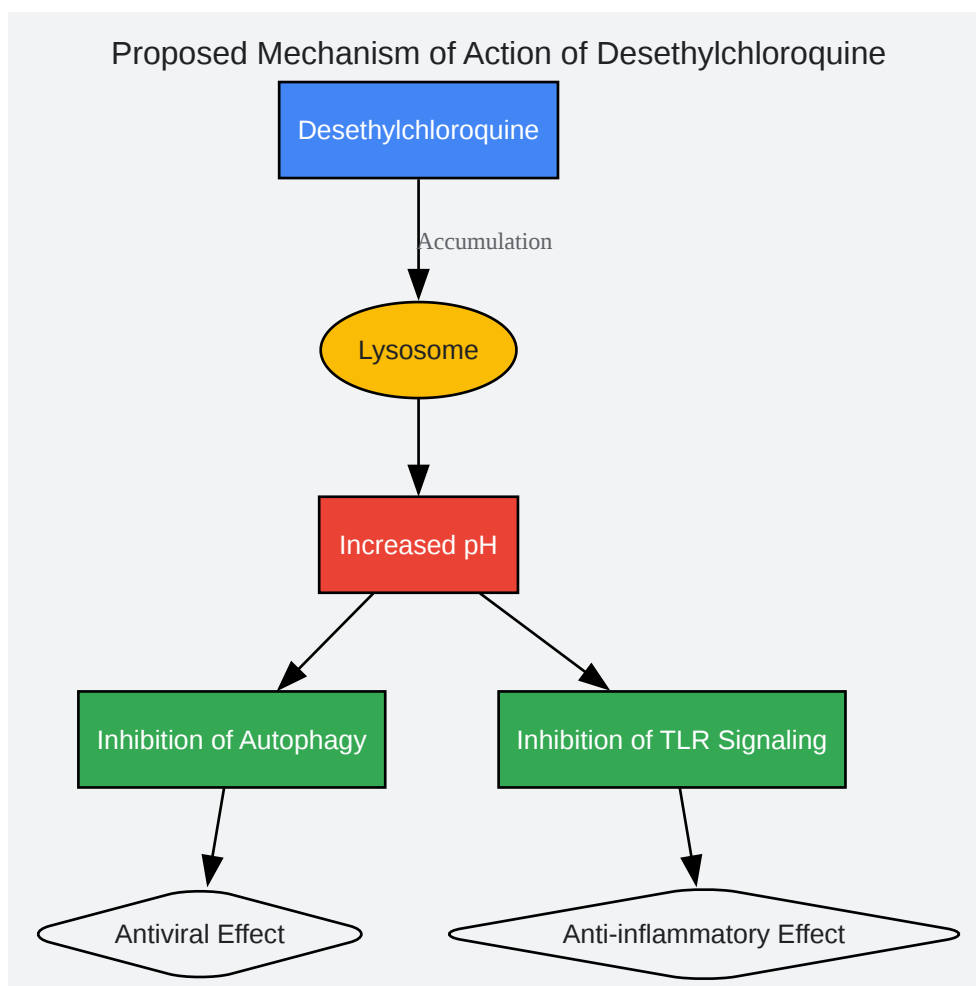 Proposed Mechanism of Action of Desethylchloroquine
Desethylchloroquine
Accumulation
Lysosome
Increased pH
Inhibition of Autophagy
Inhibition of TLR Signaling
Antiviral Effect
Anti-inflammatory Effect